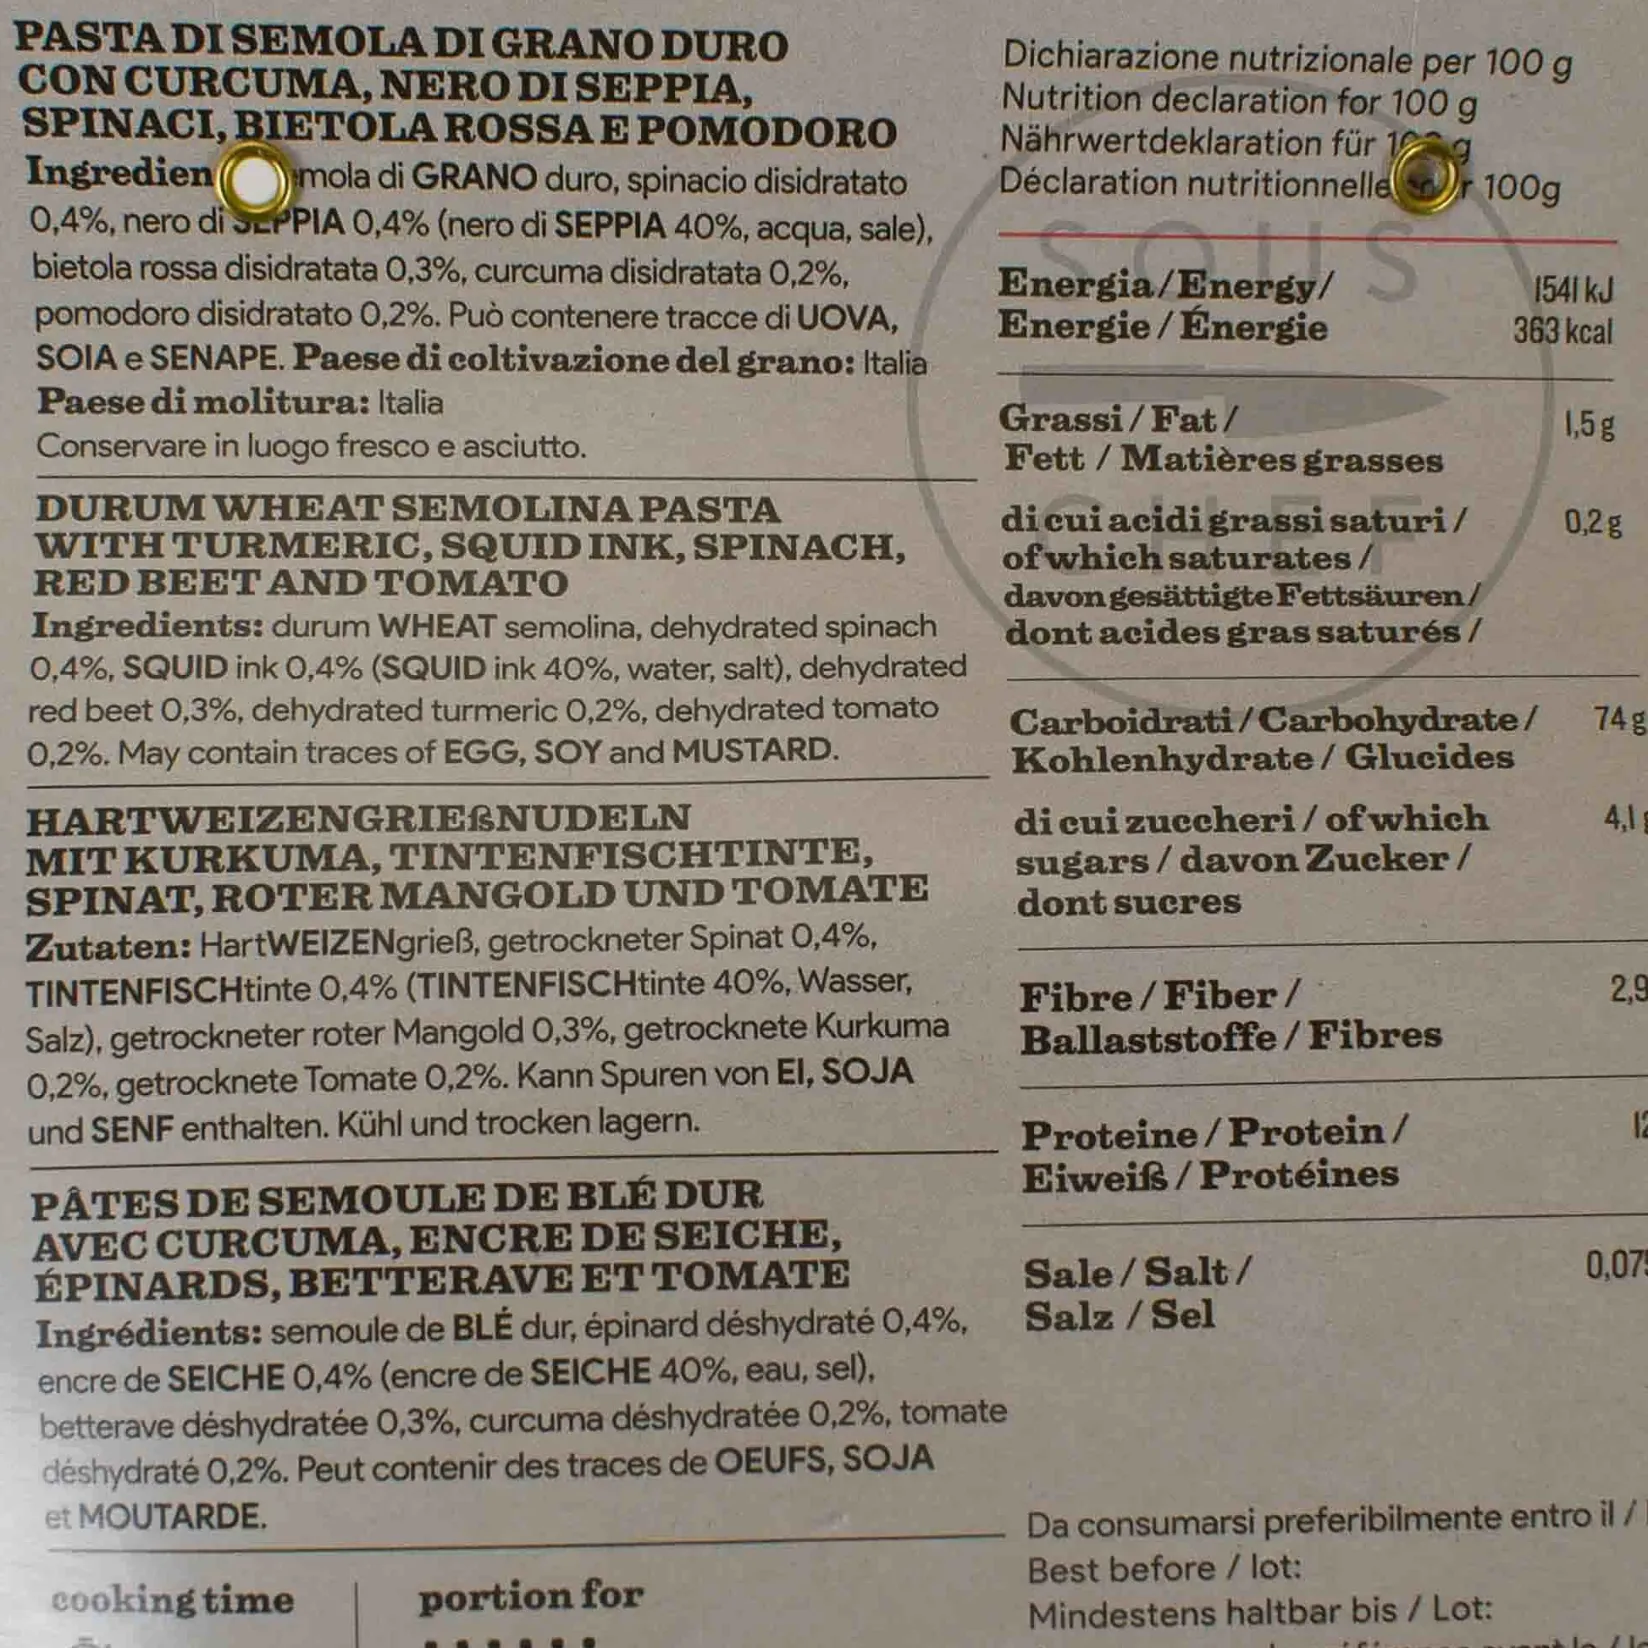 PASTA DI SEMOLA DI GRANO DURO
CON CURCUMA, NERO DI SEPPIA,
SPINACI, BIETOLA ROSSA E POMODORO
di GRANO duro, spinacio disidratato
0,4%, nero di SEPPIA 0,4% (nero di SEPPIA 40%, acqua, sale),
bietola rossa disidratata 0,3%, curcuma disidratata 0,2%,
pomodoro disidratato 0,2%. Può contenere tracce di UOVA,
SOIA e SENAPE. Paese di coltivazione del grano: Italia
Paese di molitura: Italia
Conservare in luogo fresco e asciutto.
DURUM WHEAT SEMOLINA PASTA
WITH TURMERIC, SQUID INK, SPINACH,
RED BEET AND TOMATO
Ingredients: durum WHEAT semolina, dehydrated spinach
0,4%, SQUID ink 0,4% (SQUID ink 40%, water, salt), dehydrated
red beet 0,3%, dehydrated turmeric 0,2%, dehydrated tomato
0,2%. May contain traces of EGG, SOY and MUSTARD.
HARTWEIZENGRIEßNUDELN
MIT KURKUMA, TINTENFISCHTINTE,
SPINAT, ROTER MANGOLD UND TOMATE
Zutaten: HartWEIZENgrieß, getrockneter Spinat 0,4%,
TINTENFISCHtinte 0,4% (TINTENFISCHtinte 40%, Wasser,
Salz), getrockneter roter Mangold 0,3%, getrocknete Kurkuma
0,2%, getrocknete Tomate 0,2%. Kann Spuren von EI, SOJA
und SENF enthalten. Kühl und trocken lagern.
PÂTES DE SEMOULE DE BLÉ DUR
AVEC CURCUMA, ENCRE DE SEICHE,
ÉPINARDS, BETTERAVE ET TOMATE
Ingrédients: semoule de BLÉ dur, épinard déshydraté 0,4%,
encre de SEICHE 0,4% (encre de SEICHE 40%, eau, sel),
betterave déshydratée 0,3%, curcuma déshydratée 0,2%, tomate
déshydraté 0,2%. Peut contenir des traces de OEUFS, SOJA
et MOUTARDE.
cooking time
portion for
Dichiarazione nutrizionale per 100 g
Nutrition declaration for 100 g
Nährwertdeklaration für 100 g
Déclaration nutritionnelle 100g
SOUS
CHEF
Energia / Energy / 1541 kJ
Energie / Énergie 363 kcal
Grassi / Fat / 1,5 g
Fett / Matières grasses
di cui acidi grassi saturi / 0,2 g
of which saturates /
davon gesättigte Fettsäuren /
dont acides gras saturés /
Carboidrati / Carbohydrate / 74 g
Kohlenhydrate / Glucides
di cui zuccheri / of which 4,1 g
sugars / davon Zucker /
dont sucres
Fibre / Fiber / 2,9
Ballaststoffe / Fibres
Proteine / Protein / 12
Eiweiß / Protéines
Sale / Salt / 0,075
Salz / Sel
Da consumarsi preferibilmente entro il /
Best before / lot:
Mindestens haltbar bis / Lot: